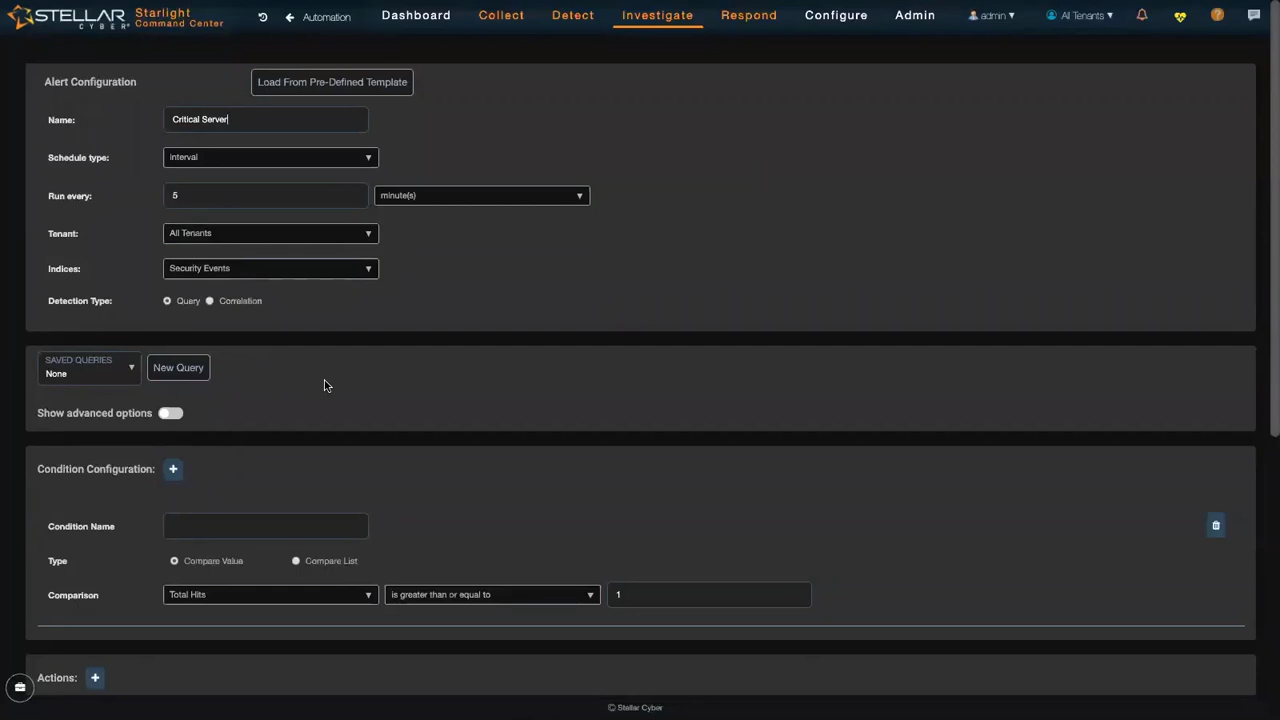 STELLAR CYBER® Starlight Command Center
Automation Dashboard Collect Detect Investigate Respond Configure Admin admin All Tenants
Alert Configuration Load From Pre-Defined Template
Name: Critical Server
Schedule type: interval
Run every: 5 minute(s)
Tenant: All Tenants
Indices: Security Events
Detection Type: Query Correlation
SAVED QUERIES
None
New Query
Show advanced options
Condition Configuration: +
Condition Name
Type Compare Value Compare List
Comparison Total Hits is greater than or equal to 1
Actions: +
© Stellar Cyber